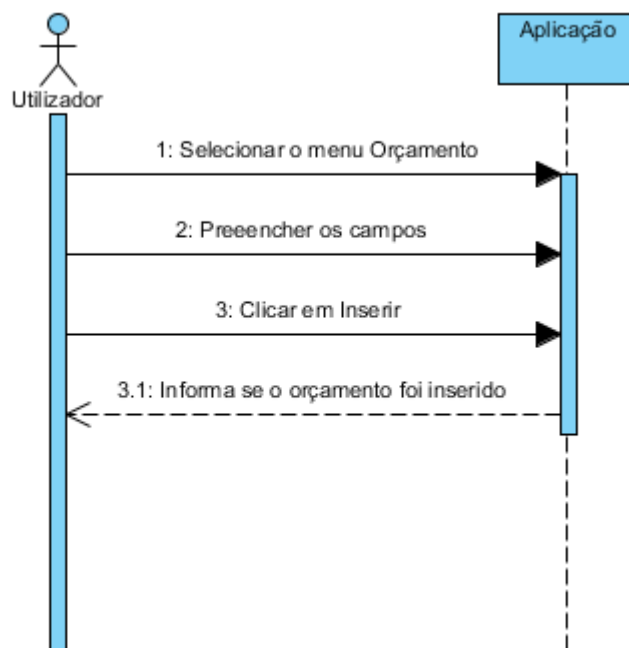 Aplicação
Utilizador
1: Selecionar o menu Orçamento
2: Preeencher os campos
3: Clicar em Inserir
3.1: Informa se o orçamento foi inserido